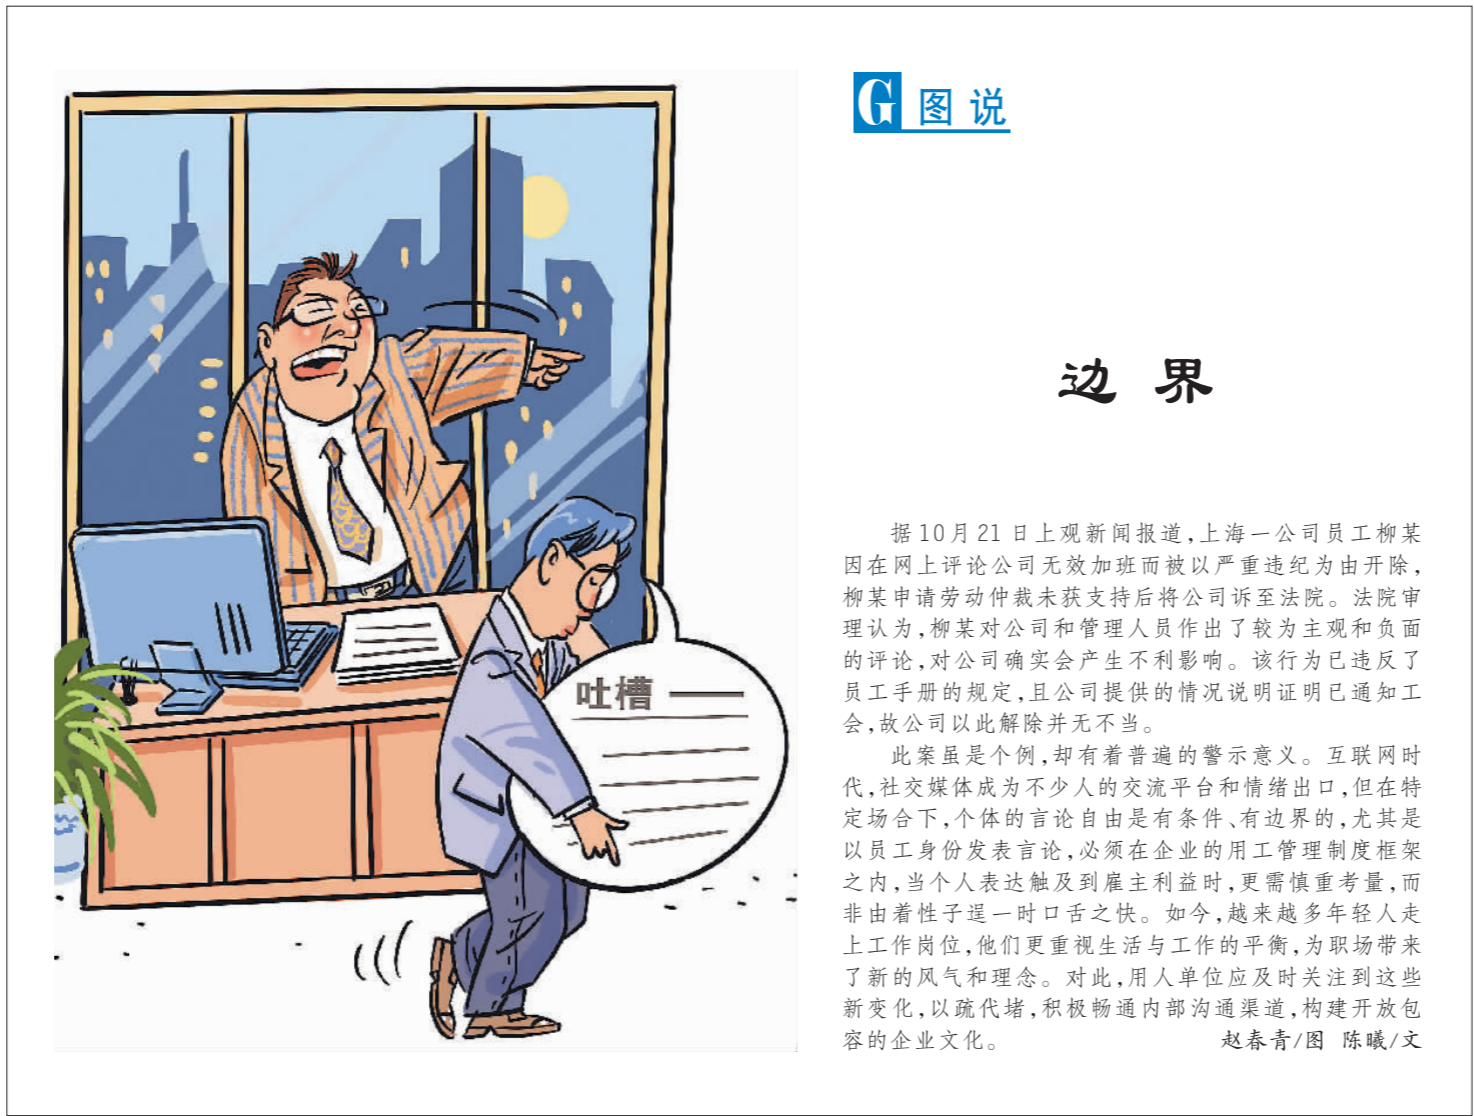 G 图说
边界
据10月21日上观新闻报道,上海一公司员工柳某
因在网上评论公司无效加班而被以严重违纪为由开除,
柳某申请劳动仲裁未获支持后将公司诉至法院。法院审
理认为,柳某对公司和管理人员作出了较为主观和负面
的评论,对公司确实会产生不利影响。该行为已违反了
员工手册的规定,且公司提供的情况说明证明已通知工
会,故公司以此解除并无不当。
此案虽是个例,却有着普遍的警示意义。互联网时
代,社交媒体成为不少人的交流平台和情绪出口,但在特
定场合下,个体的言论自由是有条件、有边界的,尤其是
以员工身份发表言论,必须在企业的用工管理制度框架
之内,当个人表达触及到雇主利益时,更需慎重考量,而
非由着性子逞一时口舌之快。如今,越来越多年轻人走
上工作岗位,他们更重视生活与工作的平衡,为职场带来
了新的风气和理念。对此,用人单位应及时关注到这些
新变化,以疏代堵,积极畅通内部沟通渠道,构建开放包
容的企业文化。 赵春青/图 陈曦/文
吐槽——